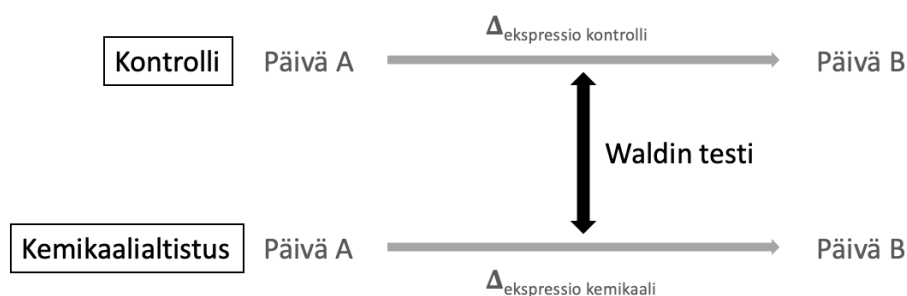 Δekspressio kontrolli
Kontrolli Päivä A Päivä B
Waldin testi
Kemikaalialtistus Päivä A Päivä B
Δekspressio kemikaali